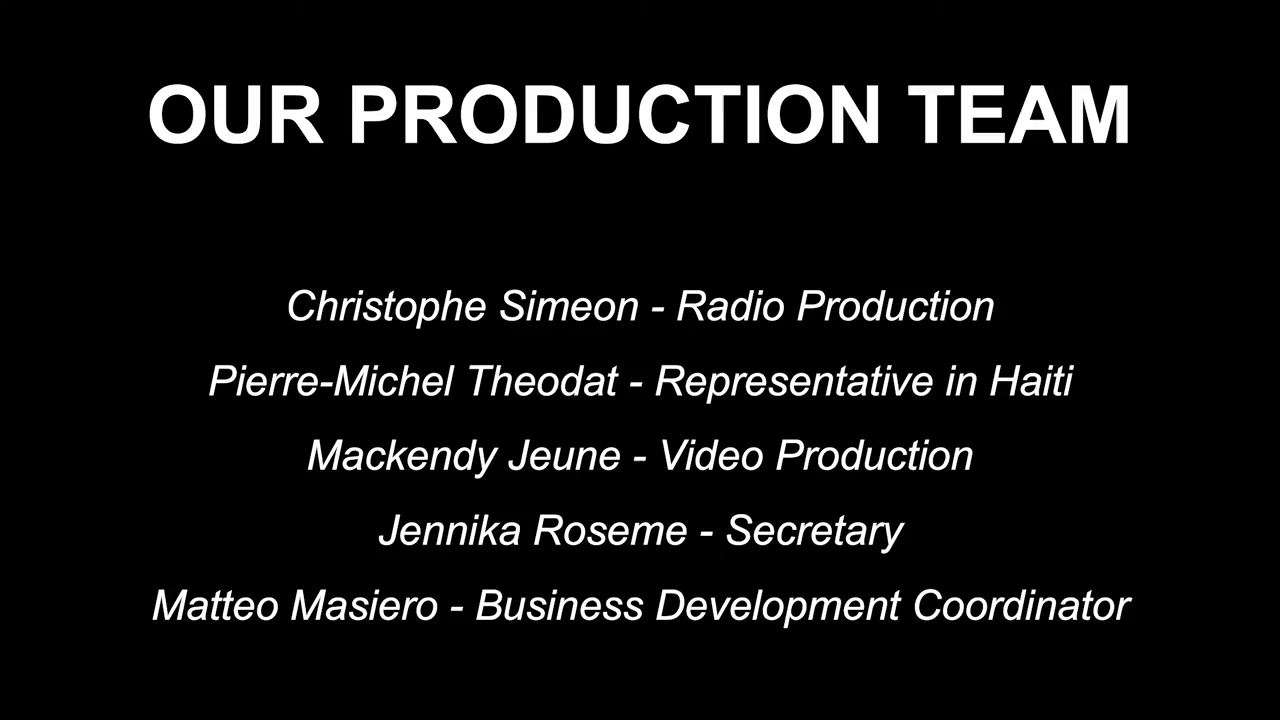 OUR PRODUCTION TEAM
Christophe Simeon - Radio Production
Pierre-Michel Theodat - Representative in Haiti
Mackendy Jeune - Video Production
Jennika Roseme - Secretary
Matteo Masiero - Business Development Coordinator